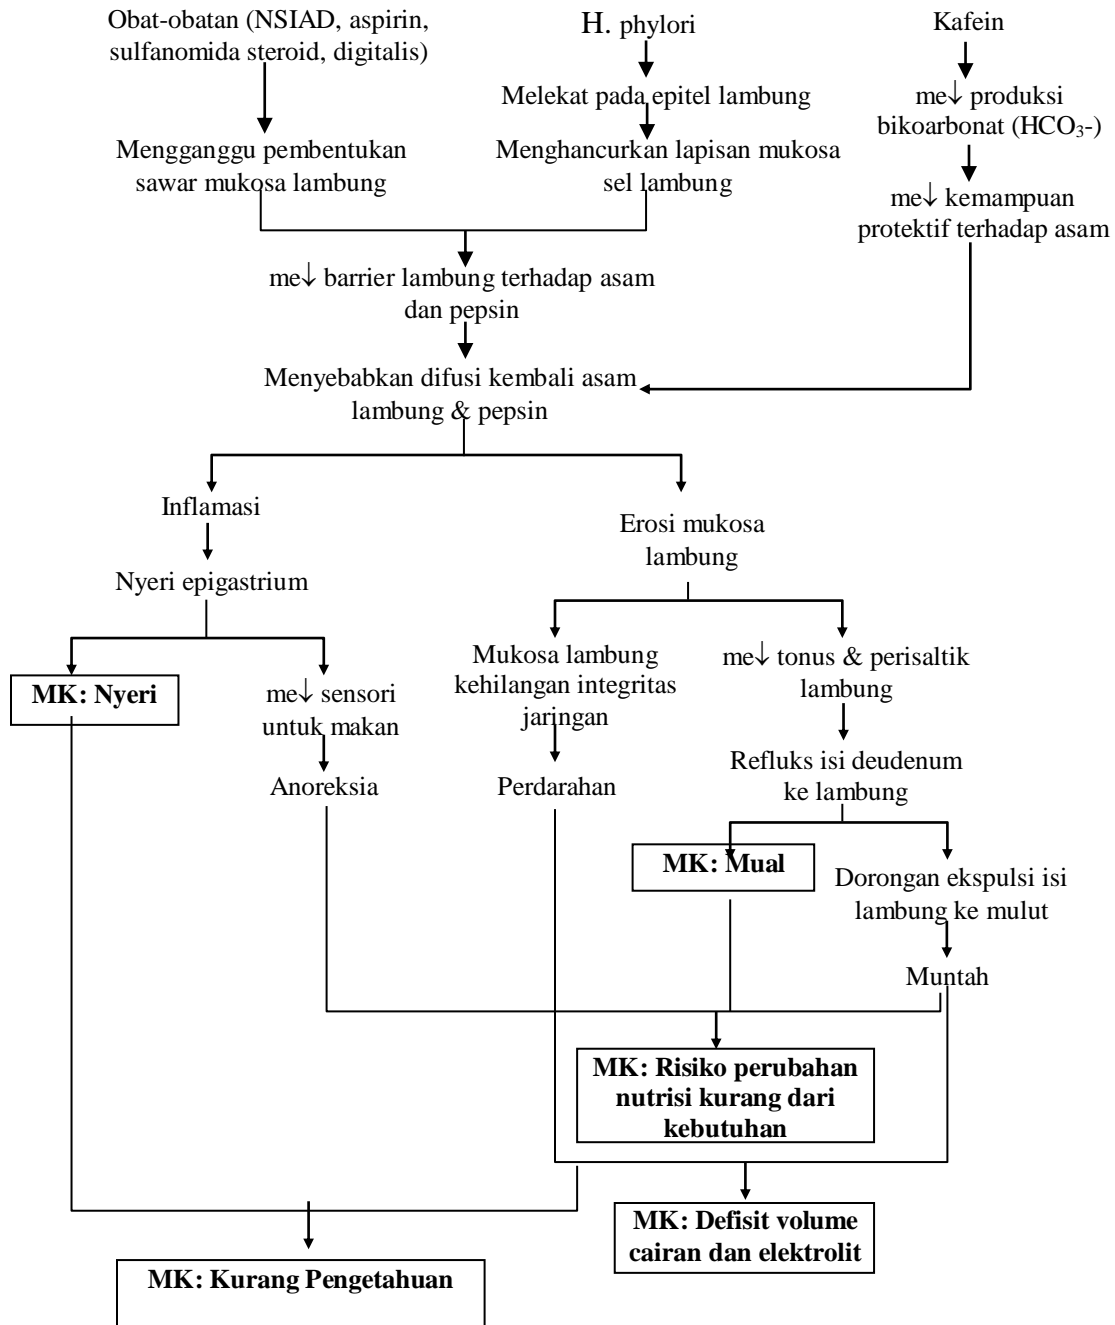 Obat-obatan (NSIAD, aspirin,
sulfanomida steroid, digitalis)
H. phylori
Kafein
Melekat pada epitel lambung
me↓ produksi
bikoarbonat (HCO₃-)
Mengganggu pembentukan
sawar mukosa lambung
Menghancurkan lapisan mukosa
sel lambung
me↓ kemampuan
protektif terhadap asam
me↓ barrier lambung terhadap asam
dan pepsin
Menyebabkan difusi kembali asam
lambung & pepsin
Inflamasi
Erosi mukosa
lambung
Nyeri epigastrium
Mukosa lambung
kehilangan integritas
jaringan
me↓ tonus & perisaltik
lambung
MK: Nyeri
me↓ sensori
untuk makan
Refluks isi deudenum
ke lambung
Anoreksia
Perdarahan
MK: Mual
Dorongan ekspulsi isi
lambung ke mulut
Muntah
MK: Risiko perubahan
nutrisi kurang dari
kebutuhan
MK: Defisit volume
cairan dan elektrolit
MK: Kurang Pengetahuan